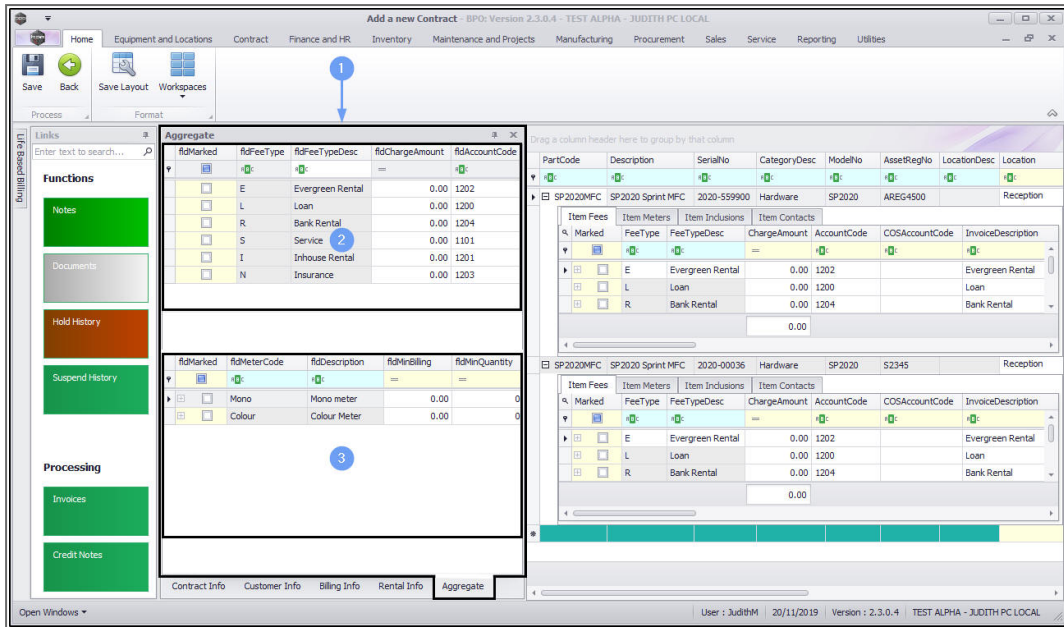 Add a new Contract - BPO: Version 2.3.0.4 - TEST ALPHA - JUDITH PC LOCAL
Home Equipment and Locations Contract Finance and HR Inventory Maintenance and Projects Manufacturing Procurement Sales Service Reporting Utilities
Save Back Save Layout Workspaces
Process Format
1
Life Based Billing
Links
Enter text to search...
Functions
Notes
Documents
Hold History
Suspend History
Processing
Invoices
Credit Notes
Aggregate
fldMarked fldFeeType fldFeeTypeDesc fldChargeAmount fldAccountCode
E Evergreen Rental 0.00 1202
L Loan 0.00 1200
R Bank Rental 0.00 1204
S Service 0.00 1101
2
I Inhouse Rental 0.00 1201
N Insurance 0.00 1203
fldMarked fldMeterCode fldDescription fldMinBilling fldMinQuantity
Mono Mono meter 0.00 0
Colour Colour Meter 0.00 0
3
Contract Info Customer Info Billing Info Rental Info Aggregate
Drag a column header here to group by that column
PartCode Description SerialNo CategoryDesc ModelNo AssetRegNo LocationDesc Location
SP2020MFC SP2020 Sprint MFC 2020-559900 Hardware SP2020 AREG4500 Reception
Item Fees Item Meters Item Inclusions Item Contacts
Marked FeeType FeeTypeDesc ChargeAmount AccountCode COSAccountCode InvoiceDescription
E Evergreen Rental 0.00 1202 Evergreen Rental
L Loan 0.00 1200 Loan
R Bank Rental 0.00 1204 Bank Rental
0.00
SP2020MFC SP2020 Sprint MFC 2020-00036 Hardware SP2020 S2345 Reception
Item Fees Item Meters Item Inclusions Item Contacts
Marked FeeType FeeTypeDesc ChargeAmount AccountCode COSAccountCode InvoiceDescription
E Evergreen Rental 0.00 1202 Evergreen Rental
L Loan 0.00 1200 Loan
R Bank Rental 0.00 1204 Bank Rental
0.00
Open Windows User : JudithM 20/11/2019 Version : 2.3.0.4 TEST ALPHA - JUDITH PC LOCAL